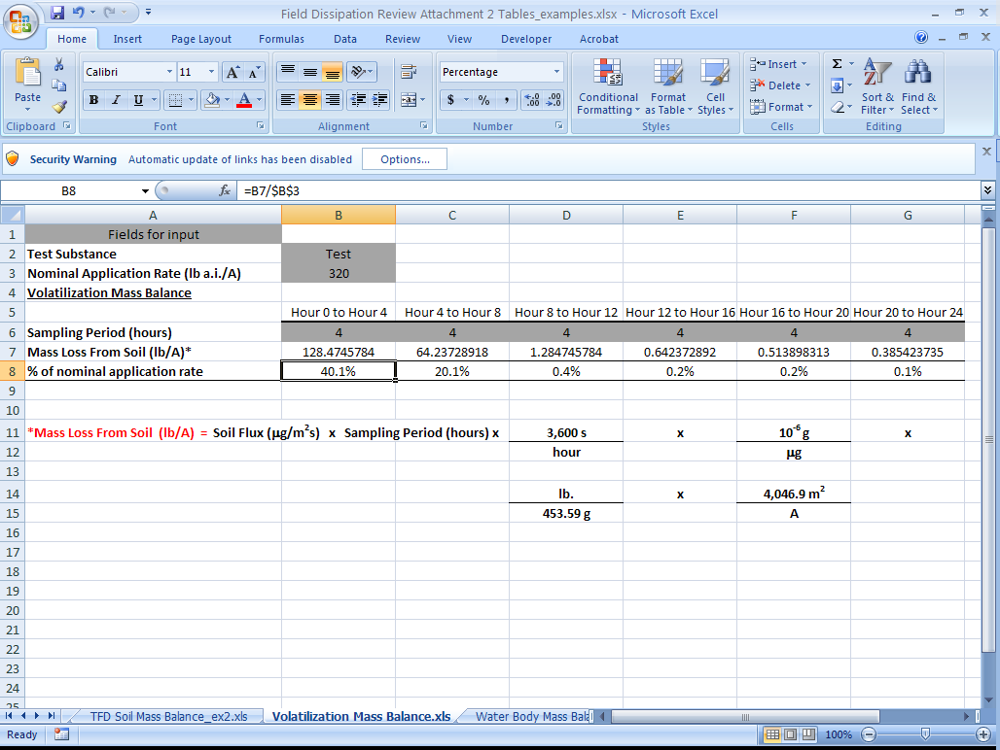 Field Dissipation Review Attachment 2 Tables_examples.xlsx - Microsoft Excel
Home Insert Page Layout Formulas Data Review View Developer Acrobat
Paste
Calibri 11 A A
B I U A
Percentage
$ % , .00 .00
Conditional Formatting
Format as Table
Cell Styles
Insert
Delete
Format
Σ
Sort & Filter
Find & Select
Clipboard Font Alignment Number Styles Cells Editing
Security Warning Automatic update of links has been disabled Options...
B8 fx =B7/$B$3
A B C D E F G
1 Fields for input
2 Test Substance Test
3 Nominal Application Rate (lb a.i./A) 320
4 Volatilization Mass Balance
5 Hour 0 to Hour 4 Hour 4 to Hour 8 Hour 8 to Hour 12 Hour 12 to Hour 16 Hour 16 to Hour 20 Hour 20 to Hour 24
6 Sampling Period (hours) 4 4 4 4 4 4
7 Mass Loss From Soil (lb/A)* 128.4745784 64.23728918 1.284745784 0.642372892 0.513898313 0.385423735
8 % of nominal application rate 40.1% 20.1% 0.4% 0.2% 0.2% 0.1%
9
10
11 *Mass Loss From Soil (lb/A) = Soil Flux (µg/m²s) x Sampling Period (hours) x 3,600 s x 10⁻⁶ g x
12 hour µg
13
14 lb. x 4,046.9 m²
15 453.59 g A
16
17
18
19
20
21
22
23
24
25
TFD Soil Mass Balance_ex2.xls Volatilization Mass Balance.xls Water Body Mass Bala
Ready 100%